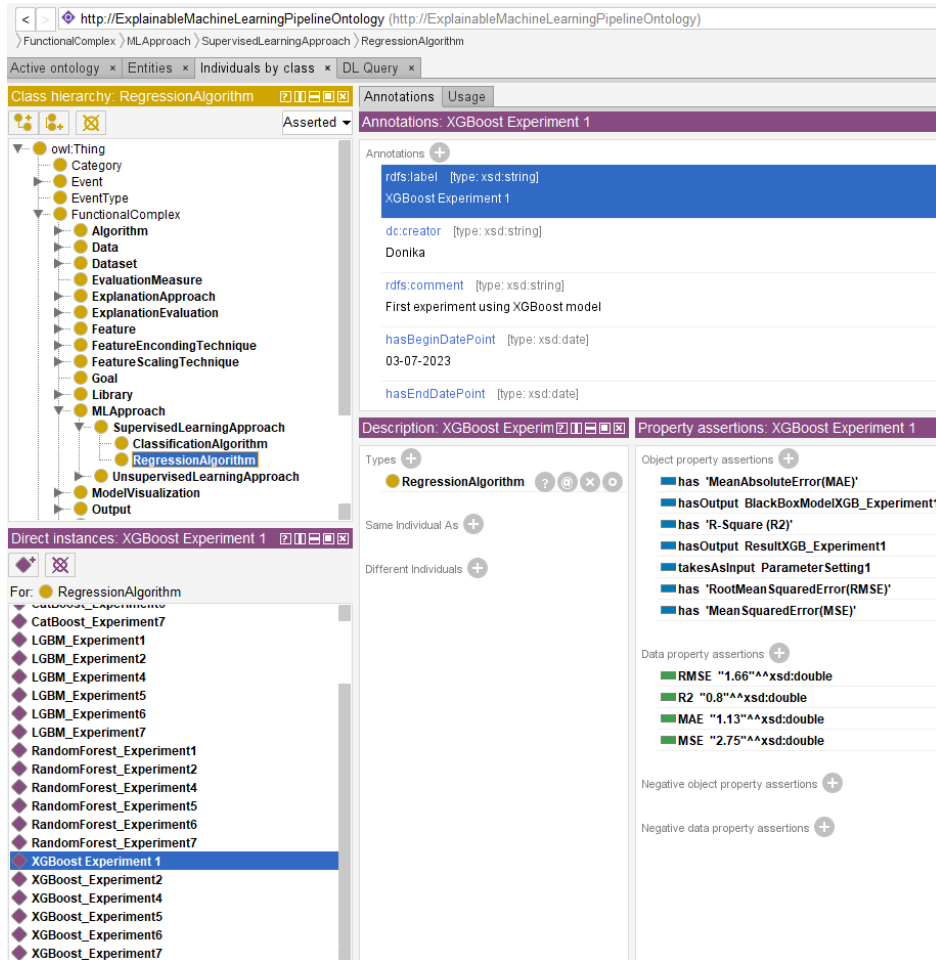 < > http://ExplainableMachineLearningPipelineOntology (http://ExplainableMachineLearningPipelineOntology)
FunctionalComplex MLApproach SupervisedLearningApproach RegressionAlgorithm
Active ontology × Entities × Individuals by class × DL Query ×
Class hierarchy: RegressionAlgorithm
Asserted
owl:Thing
Category
Event
EventType
FunctionalComplex
Algorithm
Data
Dataset
EvaluationMeasure
ExplanationApproach
ExplanationEvaluation
Feature
FeatureEncondingTechnique
FeatureScalingTechnique
Goal
Library
MLApproach
SupervisedLearningApproach
ClassificationAlgorithm
RegressionAlgorithm
UnsupervisedLearningApproach
ModelVisualization
Output
Direct instances: XGBoost Experiment 1
For: RegressionAlgorithm
CatBoost_Experiment6
CatBoost_Experiment7
LGBM_Experiment1
LGBM_Experiment2
LGBM_Experiment4
LGBM_Experiment5
LGBM_Experiment6
LGBM_Experiment7
RandomForest_Experiment1
RandomForest_Experiment2
RandomForest_Experiment4
RandomForest_Experiment5
RandomForest_Experiment6
RandomForest_Experiment7
XGBoost Experiment 1
XGBoost_Experiment2
XGBoost_Experiment4
XGBoost_Experiment5
XGBoost_Experiment6
XGBoost_Experiment7
Annotations Usage
Annotations: XGBoost Experiment 1
Annotations
rdfs:label [type: xsd:string]
XGBoost Experiment 1
dc:creator [type: xsd:string]
Donika
rdfs:comment [type: xsd:string]
First experiment using XGBoost model
hasBeginDatePoint [type: xsd:date]
03-07-2023
hasEndDatePoint [type: xsd:date]
Description: XGBoost Experim
Types
RegressionAlgorithm
Same Individual As
Different Individuals
Property assertions: XGBoost Experiment 1
Object property assertions
has 'MeanAbsoluteError(MAE)'
hasOutput BlackBoxModelXGB_Experiment1
has 'R-Square (R2)'
hasOutput ResultXGB_Experiment1
takesAsInput ParameterSetting1
has 'RootMeanSquaredError(RMSE)'
has 'MeanSquaredError(MSE)'
Data property assertions
RMSE "1.66"^^xsd:double
R2 "0.8"^^xsd:double
MAE "1.13"^^xsd:double
MSE "2.75"^^xsd:double
Negative object property assertions
Negative data property assertions